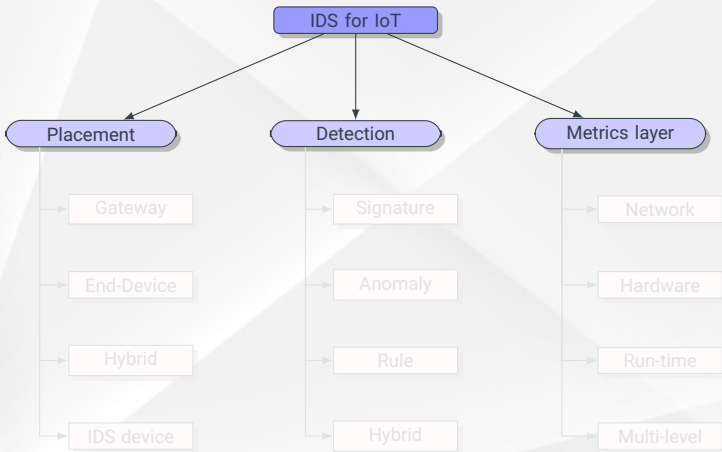 IDS for IoT
Placement
Detection
Metrics layer
Gateway
Signature
Network
End-Device
Anomaly
Hardware
Hybrid
Rule
Run-time
IDS device
Hybrid
Multi-level